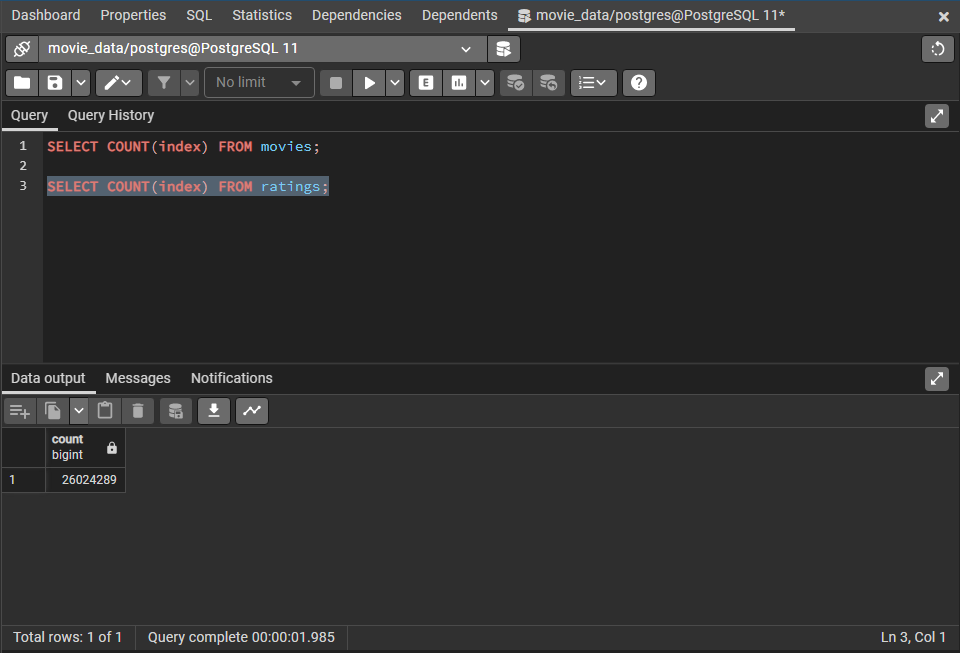 Dashboard Properties SQL Statistics Dependencies Dependents movie_data/postgres@PostgreSQL 11*
movie_data/postgres@PostgreSQL 11
No limit E
Query Query History
1 SELECT COUNT(index) FROM movies;
2
3 SELECT COUNT(index) FROM ratings;
Data output Messages Notifications
count
bigint
1 26024289
Total rows: 1 of 1 Query complete 00:00:01.985 Ln 3, Col 1